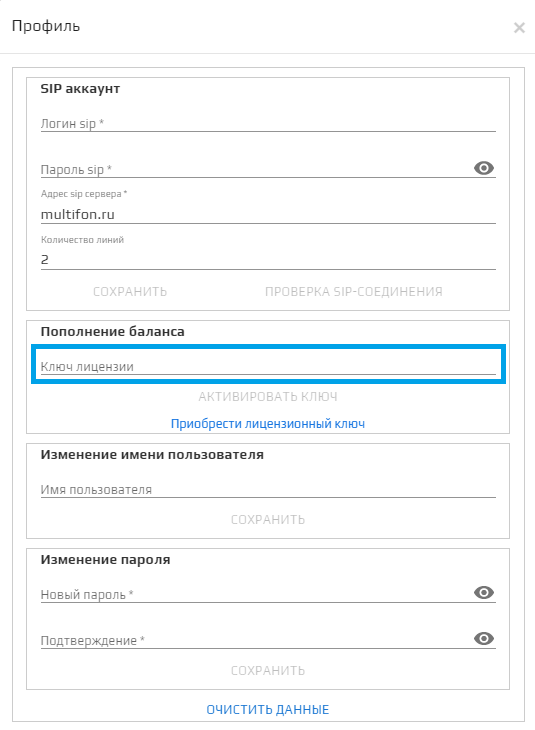 Профиль
SIP аккаунт
Логин sip *
Пароль sip *
Адрес sip сервера *
multifon.ru
Количество линий
2
СОХРАНИТЬ ПРОВЕРКА SIP-СОЕДИНЕНИЯ
Пополнение баланса
Ключ лицензии
АКТИВИРОВАТЬ КЛЮЧ
Приобрести лицензионный ключ
Изменение имени пользователя
Имя пользователя
СОХРАНИТЬ
Изменение пароля
Новый пароль *
Подтверждение *
СОХРАНИТЬ
ОЧИСТИТЬ ДАННЫЕ